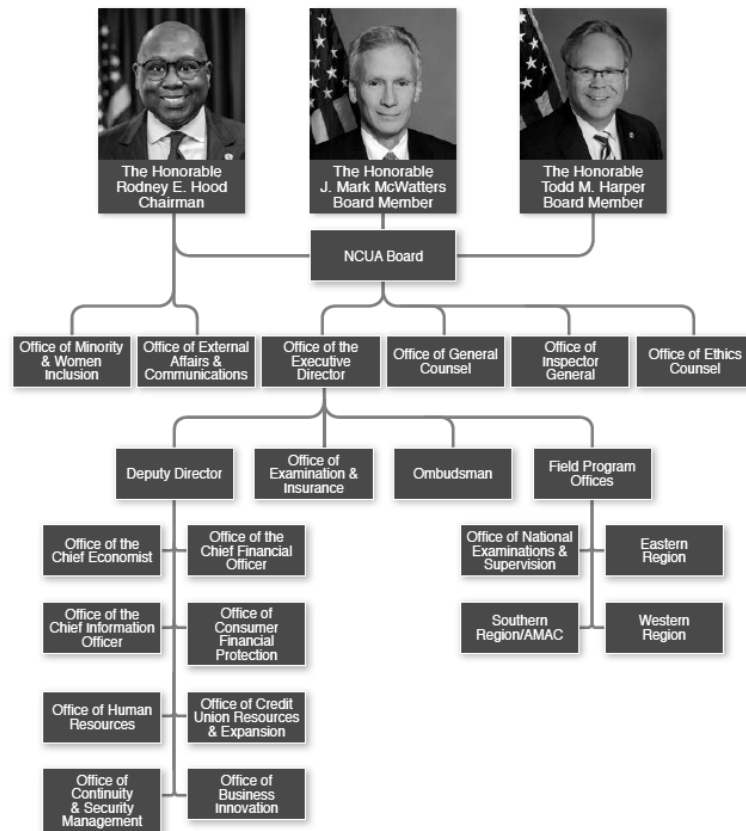 The Honorable
Rodney E. Hood
Chairman
The Honorable
J. Mark McWatters
Board Member
The Honorable
Todd M. Harper
Board Member
NCUA Board
Office of Minority
& Women
Inclusion
Office of External
Affairs &
Communications
Office of the
Executive
Director
Office of General
Counsel
Office of
Inspector
General
Office of Ethics
Counsel
Deputy Director
Office of
Examination &
Insurance
Ombudsman
Field Program
Offices
Office of the
Chief Economist
Office of the
Chief Financial
Officer
Office of National
Examinations &
Supervision
Eastern
Region
Office of the
Chief Information
Officer
Office of
Consumer
Financial
Protection
Southern
Region/AMAC
Western
Region
Office of Human
Resources
Office of Credit
Union Resources
& Expansion
Office of
Continuity
& Security
Management
Office of
Business
Innovation